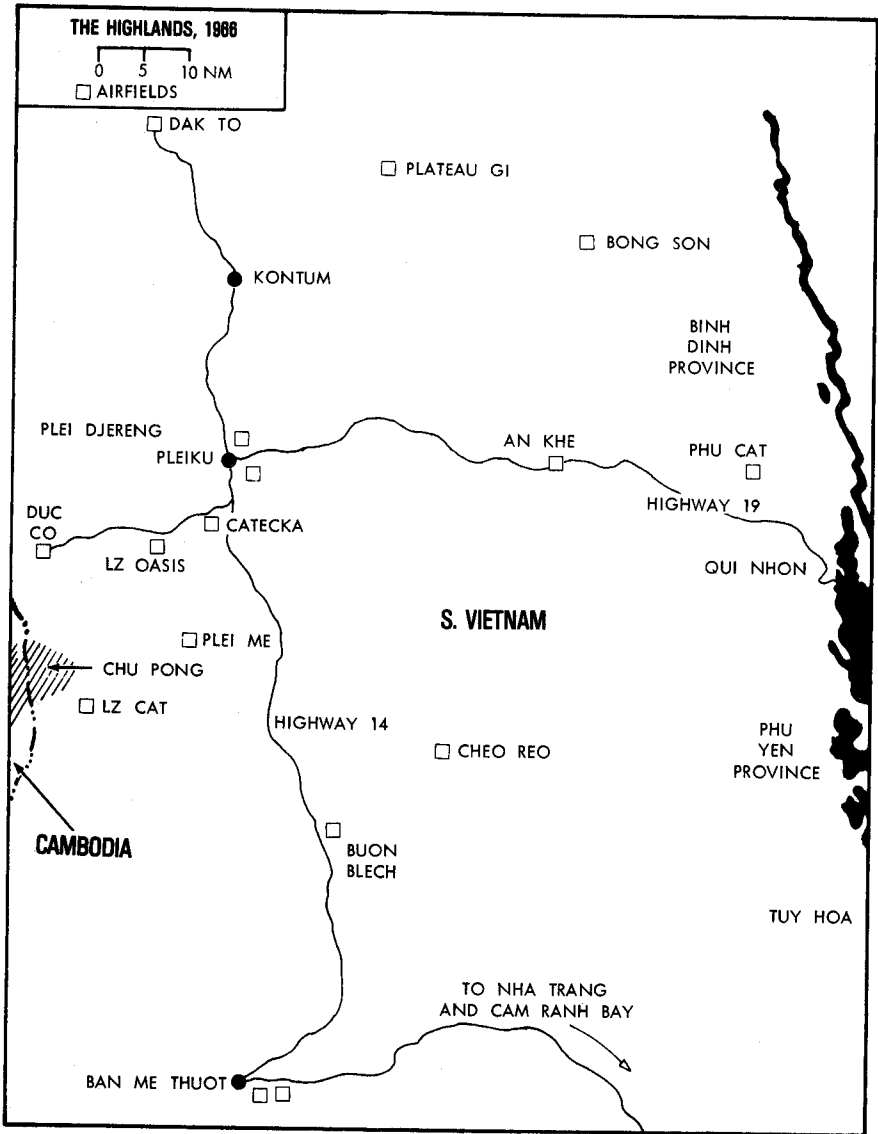 THE HIGHLANDS, 1966
0 5 10 NM
AIRFIELDS
DAK TO
PLATEAU GI
BONG SON
KONTUM
BINH
DINH
PROVINCE
PLEI DJERENG
PLEIKU
AN KHE
PHU CAT
HIGHWAY 19
DUC
CO
CATECKA
LZ OASIS
QUI NHON
S. VIETNAM
PLEI ME
CHU PONG
LZ CAT
HIGHWAY 14
PHU
YEN
PROVINCE
CHEO REO
CAMBODIA
BUON
BLECH
TUY HOA
TO NHA TRANG
AND CAM RANH BAY
BAN ME THUOT